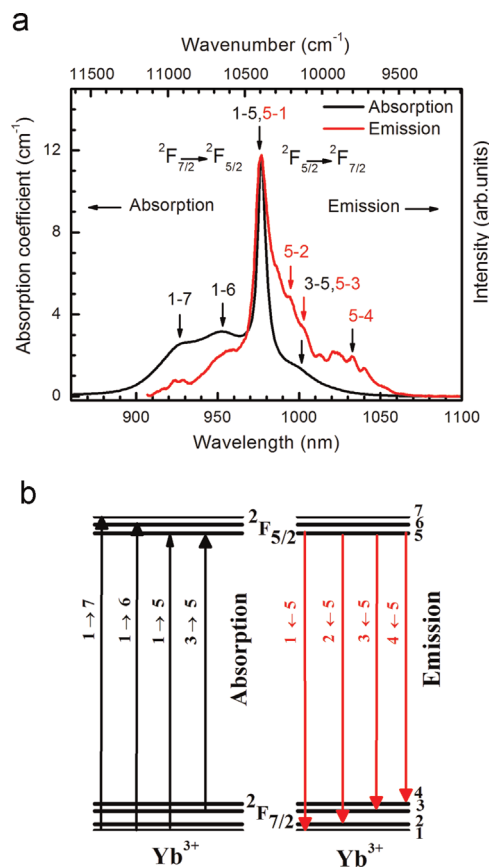 a
Wavenumber (cm⁻¹)
11500 11000 10500 10000 9500
1-5,5-1
Absorption
Emission
²F₇/₂→²F₅/₂ ²F₅/₂→²F₇/₂
Absorption Emission
5-2
3-5,5-3
1-7 1-6 5-4
Absorption coefficient (cm⁻¹)
Intensity (arb.units)
12
8
4
0
900 950 1000 1050 1100
Wavelength (nm)
b
²F₅/₂
7
6
5
1→7
1→6
1→5
3→5
Absorption
1←5
2←5
3←5
4←5
Emission
²F₇/₂
4
3
2
1
Yb³⁺ Yb³⁺